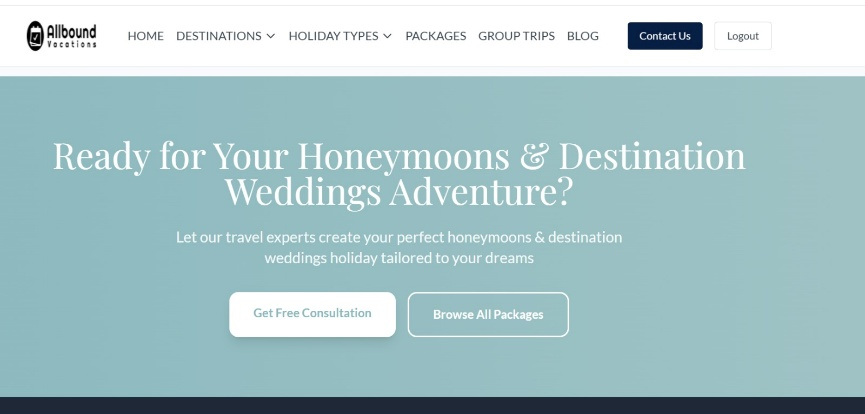 Allbound
Vacations
HOME DESTINATIONS HOLIDAY TYPES PACKAGES GROUP TRIPS BLOG Contact Us Logout
Ready for Your Honeymoons & Destination
Weddings Adventure?
Let our travel experts create your perfect honeymoons & destination
weddings holiday tailored to your dreams
Get Free Consultation Browse All Packages